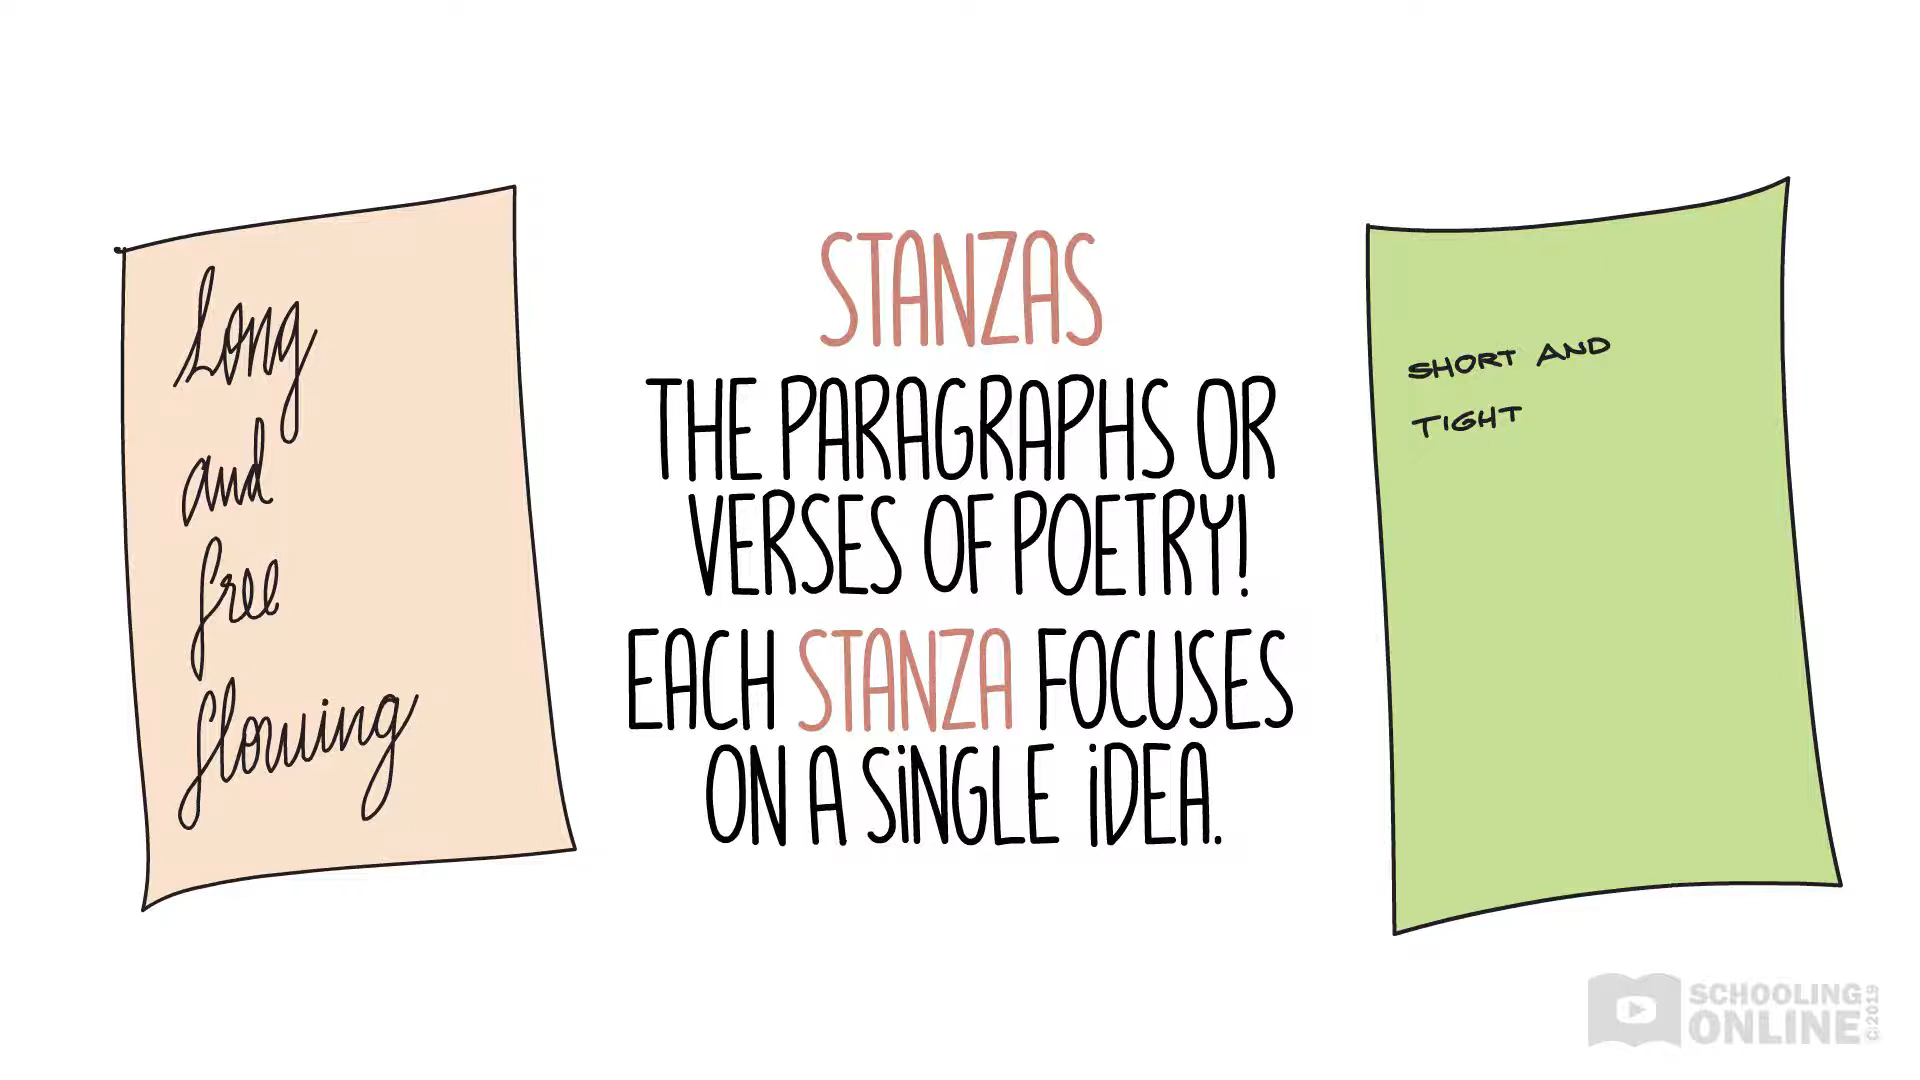 Long
and
free
flowing
STANZAS
THE PARAGRAPHS OR
VERSES OF POETRY!
EACH STANZA FOCUSES
ON A SiNGLE iDEA.
SHORT AND
TIGHT
SCHOOLING
ONLINE
©2019